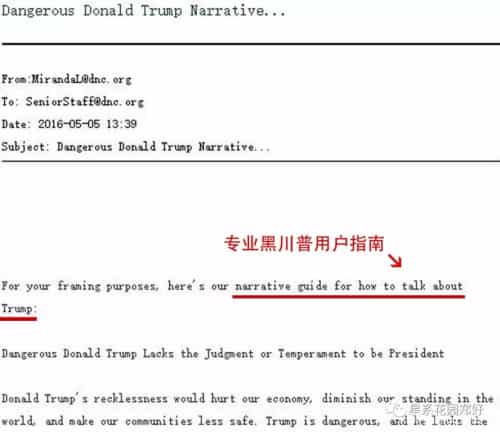 Dangerous Donald Trump Narrative...
From:MirandaL@dnc.org
To: SeniorStaff@dnc.org
Date: 2016-05-05 13:39
Subject: Dangerous Donald Trump Narrative...
专业黑川普用户指南
For your framing purposes, here's our narrative guide for how to talk about
Trump:
Dangerous Donald Trump Lacks the Judgment or Temperament to be President
Donald Trump's recklessness would hurt our economy, diminish our standing in the
world, and make our communities less safe. Trump is dangerous, and he lacks the